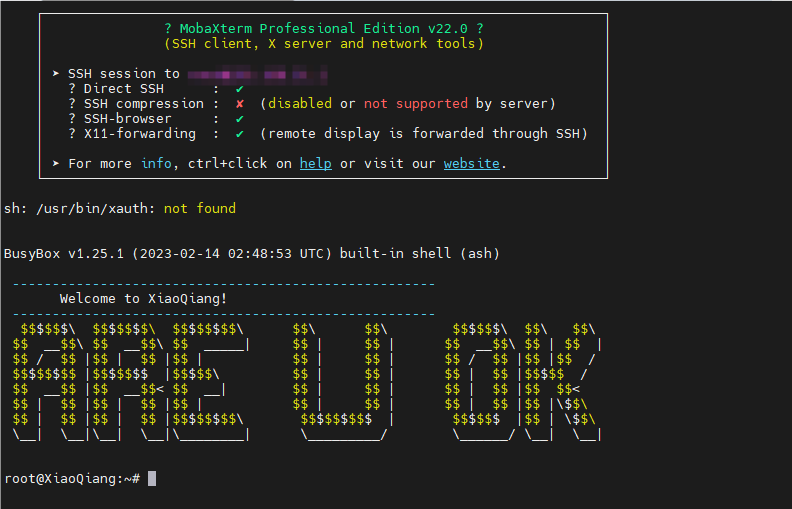 ? MobaXterm Professional Edition v22.0 ?
(SSH client, X server and network tools)
➤ SSH session to
? Direct SSH      :  ✔
? SSH compression :  ✘  (disabled or not supported by server)
? SSH-browser     :  ✔
? X11-forwarding  :  ✔  (remote display is forwarded through SSH)
➤ For more info, ctrl+click on help or visit our website.
sh: /usr/bin/xauth: not found
BusyBox v1.25.1 (2023-02-14 02:48:53 UTC) built-in shell (ash)
-----------------------------------------------------
Welcome to XiaoQiang!
-----------------------------------------------------
ARE U OK
root@XiaoQiang:~#